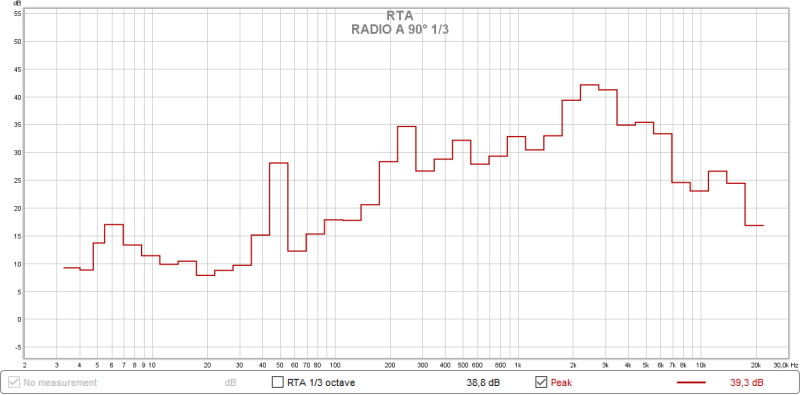 dB
RTA
RADIO A 90° 1/3
55
50
45
40
35
30
25
20
15
10
5
0
-5
2 3 4 5 6 7 8 9 10 20 30 40 50 60 70 80 100 200 300 400 500 600 800 1k 2k 3k 4k 5k 6k 7k 8k 10k 20k 30,0k Hz
No measurement dB RTA 1/3 octave 38,8 dB Peak 39,3 dB